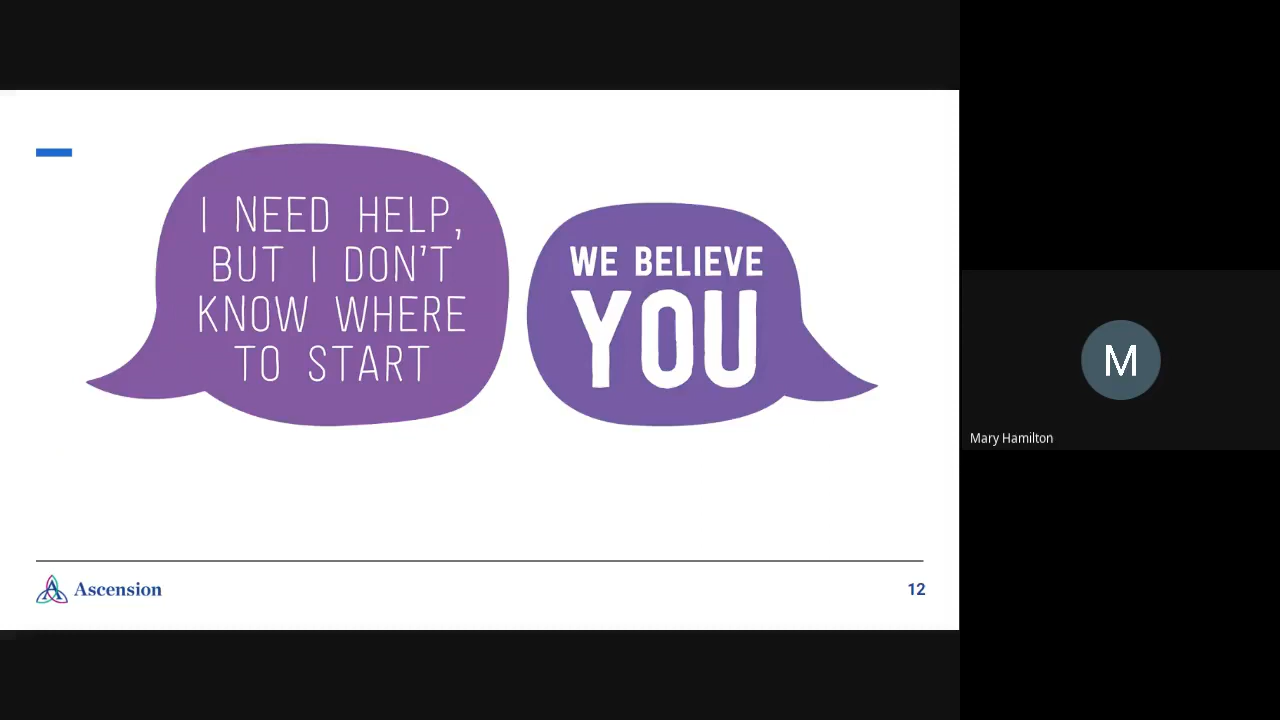 I NEED HELP,
BUT I DON'T
KNOW WHERE
TO START
WE BELIEVE
YOU
Ascension
12
M
Mary Hamilton